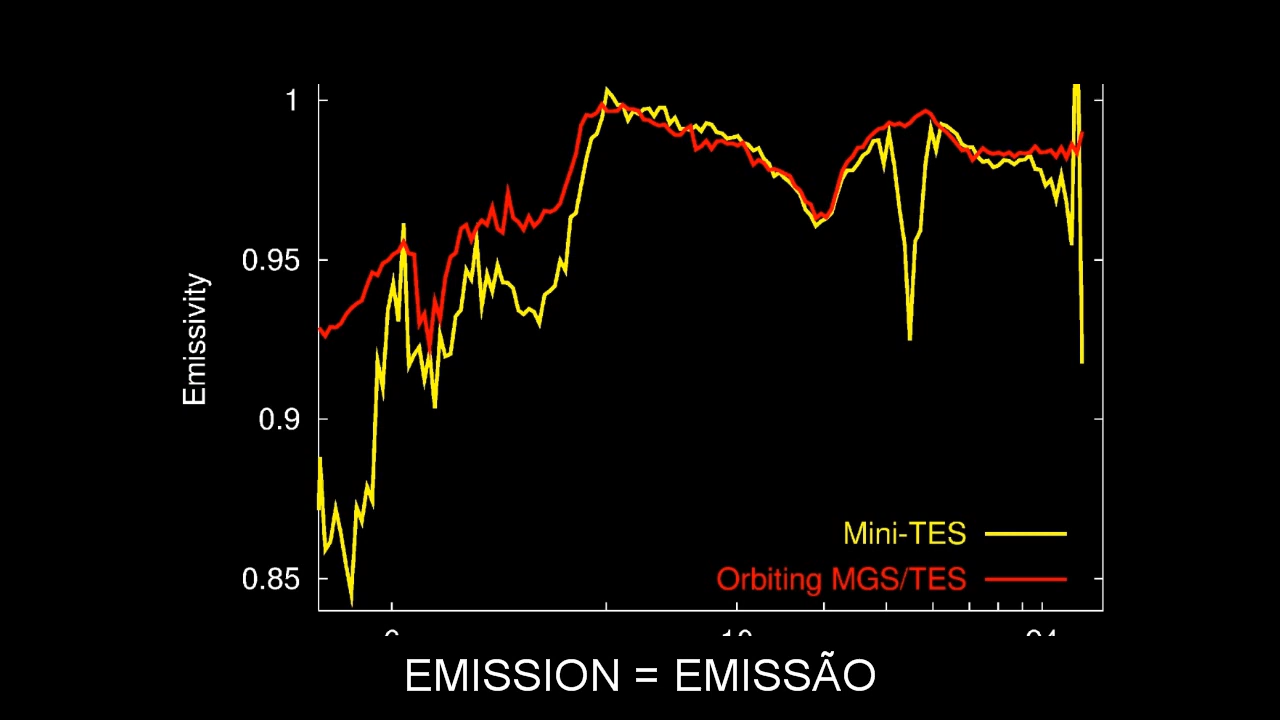 1
0.95
Emissivity
0.9
Mini-TES
0.85
Orbiting MGS/TES
EMISSION = EMISSÃO